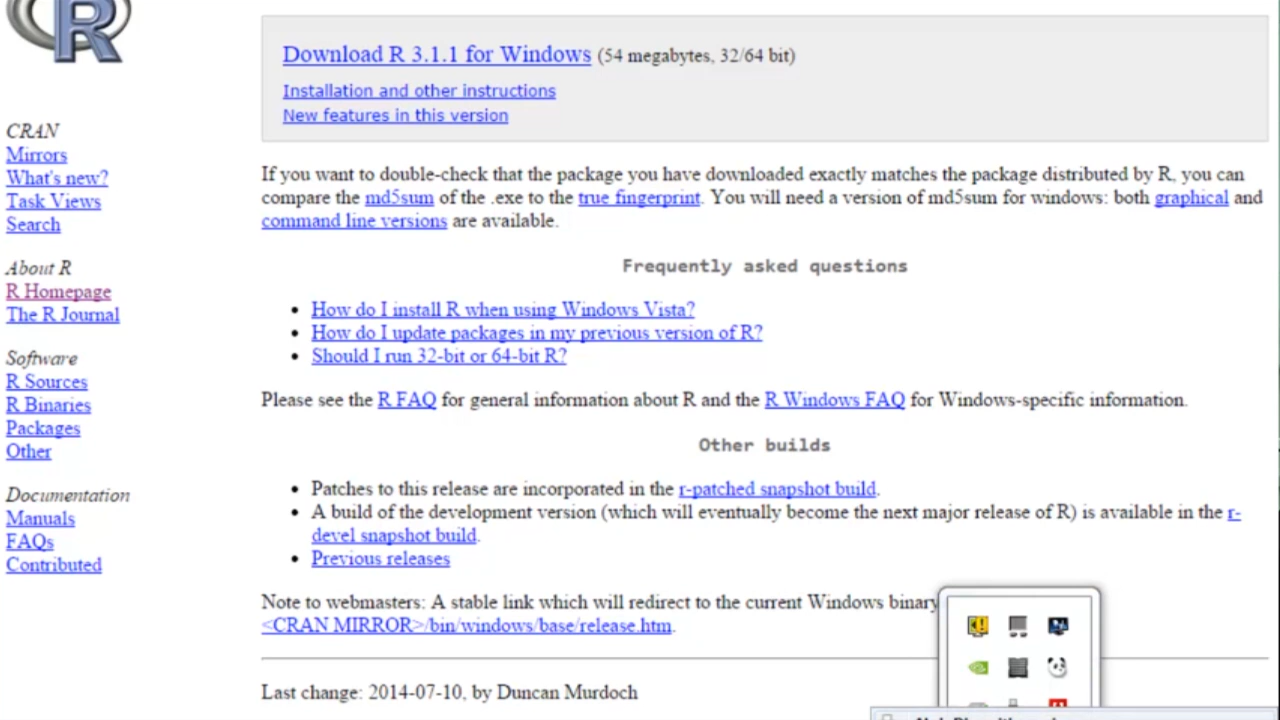 R
Download R 3.1.1 for Windows (54 megabytes, 32/64 bit)
Installation and other instructions
New features in this version
CRAN
Mirrors
What's new?
Task Views
Search
About R
R Homepage
The R Journal
Software
R Sources
R Binaries
Packages
Other
Documentation
Manuals
FAQs
Contributed
If you want to double-check that the package you have downloaded exactly matches the package distributed by R, you can
compare the md5sum of the .exe to the true fingerprint. You will need a version of md5sum for windows: both graphical and
command line versions are available.
Frequently asked questions
How do I install R when using Windows Vista?
How do I update packages in my previous version of R?
Should I run 32-bit or 64-bit R?
Please see the R FAQ for general information about R and the R Windows FAQ for Windows-specific information.
Other builds
Patches to this release are incorporated in the r-patched snapshot build.
A build of the development version (which will eventually become the next major release of R) is available in the r-
devel snapshot build.
Previous releases
Note to webmasters: A stable link which will redirect to the current Windows binary
<CRAN MIRROR>/bin/windows/base/release.htm.
Last change: 2014-07-10, by Duncan Murdoch